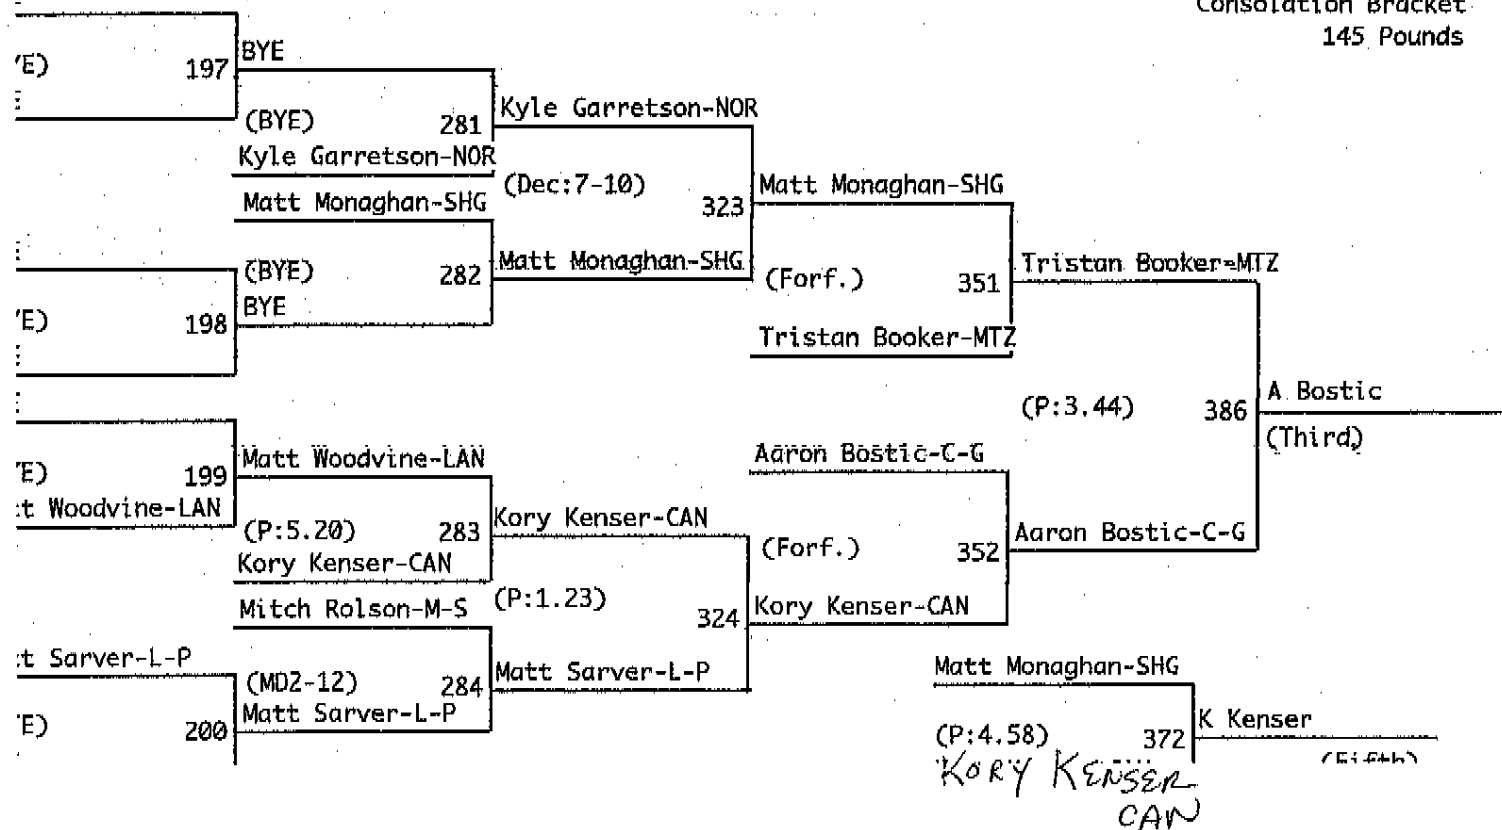 Consolation Bracket
145 Pounds
BYE
197
(BYE)
281
Kyle Garretson-NOR
Kyle Garretson-NOR
(Dec:7-10)
Matt Monaghan-SHG
323
Matt Monaghan-SHG
(BYE)
282
Matt Monaghan-SHG
(Forf.)
351
Tristan Booker-MTZ
BYE
198
Tristan Booker-MTZ
(P:3.44)
386
A Bostic
(Third)
Matt Woodvine-LAN
199
Woodvine-LAN
Aaron Bostic-C-G
(P:5.20)
283
Kory Kenser-CAN
Kory Kenser-CAN
(Forf.)
352
Aaron Bostic-C-G
(P:1.23)
Mitch Rolson-M-S
324
Kory Kenser-CAN
Sarver-L-P
(MD2-12)
284
Matt Sarver-L-P
Matt Sarver-L-P
200
Matt Monaghan-SHG
(P:4.58)
372
K Kenser
(Fifth)
KORY KENSER
CAN